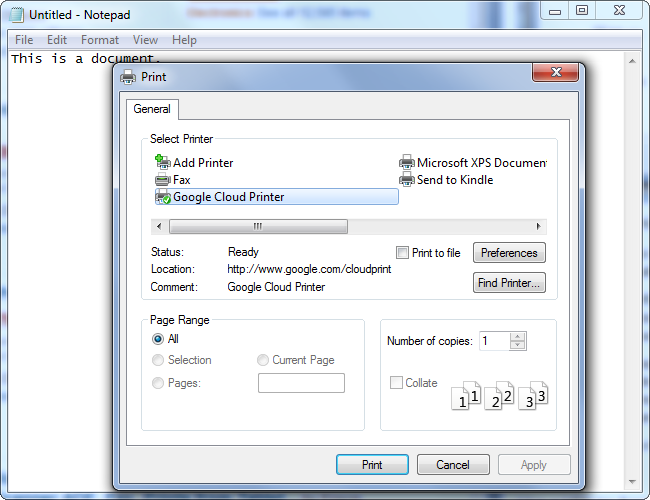 Untitled - Notepad
File Edit Format View Help
This is a document.
Print
General
Select Printer
Add Printer
Fax
Google Cloud Printer
Microsoft XPS Document
Send to Kindle
Status: Ready
Location: http://www.google.com/cloudprint
Comment: Google Cloud Printer
Print to file
Preferences
Find Printer...
Page Range
All
Selection
Current Page
Pages:
Number of copies: 1
Collate
1 1 2 2 3 3
Print Cancel Apply